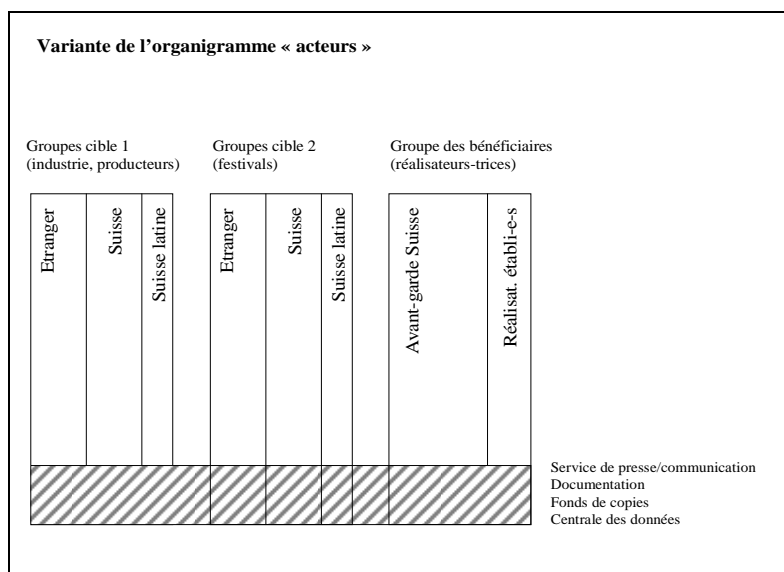 Variante de l’organigramme « acteurs »
Groupes cible 1
(industrie, producteurs)
Groupes cible 2
(festivals)
Groupe des bénéficiaires
(réalisateurs-trices)
Etranger
Suisse
Suisse latine
Etranger
Suisse
Suisse latine
Avant-garde Suisse
Réalisat. établi-e-s
Service de presse/communication
Documentation
Fonds de copies
Centrale des données